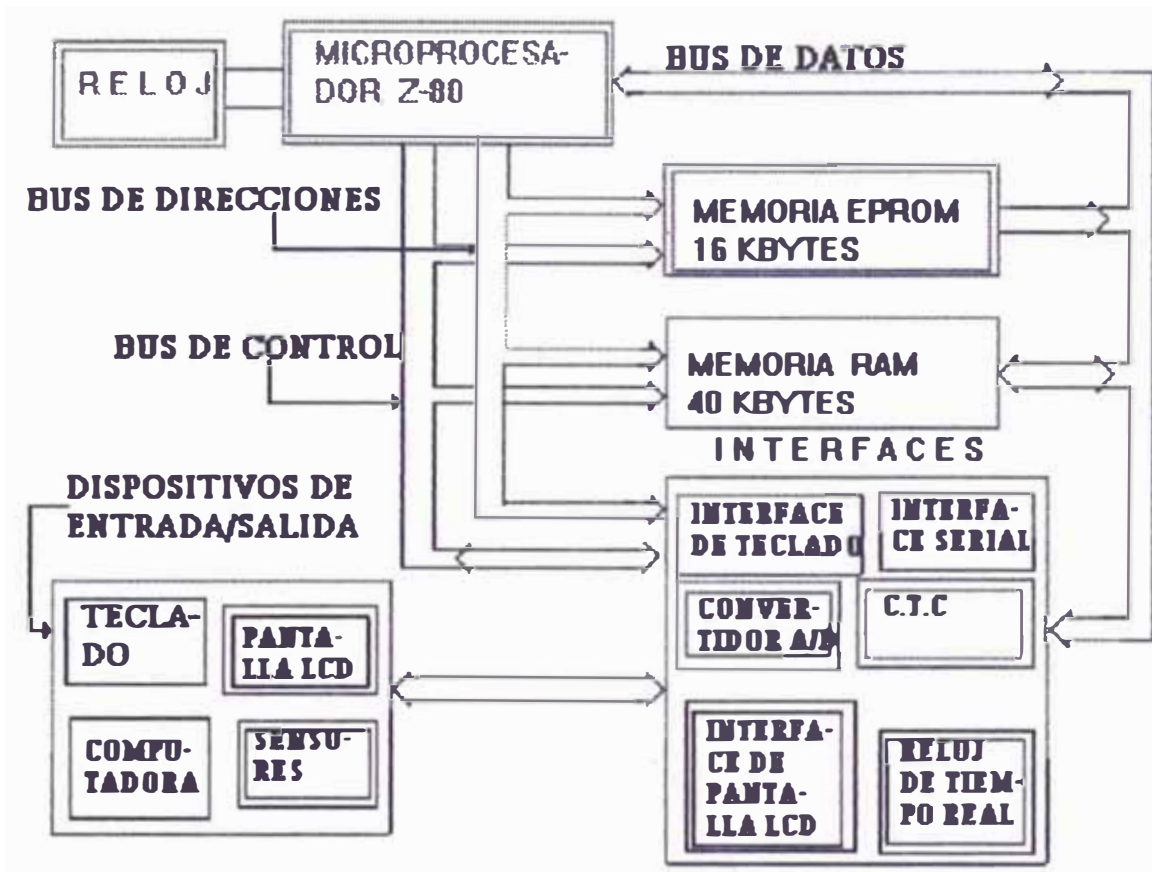 RELOJ
MICROPROCESA-
DOR Z-80
BUS DE DATOS
BUS DE DIRECCIONES
MEMORIA EPROM
16 KBYTES
BUS DE CONTROL
MEMORIA RAM
40 KBYTES
INTERFACES
DISPOSITIVOS DE
ENTRADA/SALIDA
INTERFACE
DE TECLADO
INTERFA-
CE SERIAL
CONVER-
TIDOR A/D
C.T.C
TECLA-
DO
PANTA-
LLA LCD
COMPU-
TADORA
SENSU-
RES
INTERFA-
CE DE
PANTA-
LLA LCD
RELOJ
DE TIEM-
PO REAL